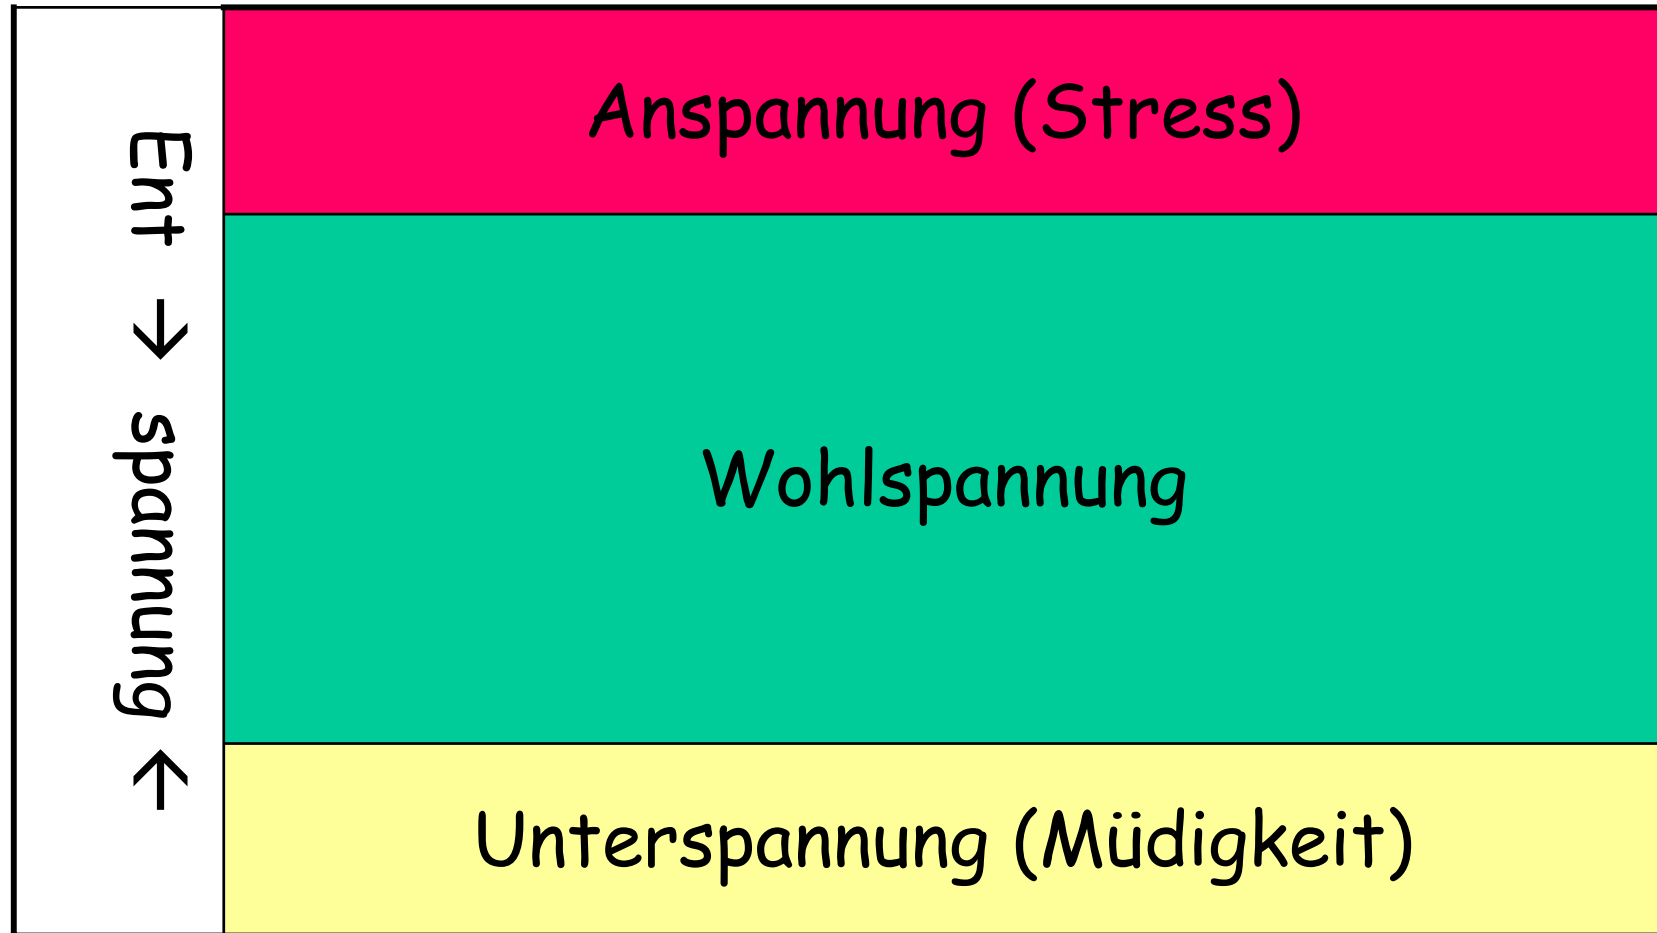 Ent → spannung ←
Anspannung (Stress)
Wohlspannung
Unterspannung (Müdigkeit)